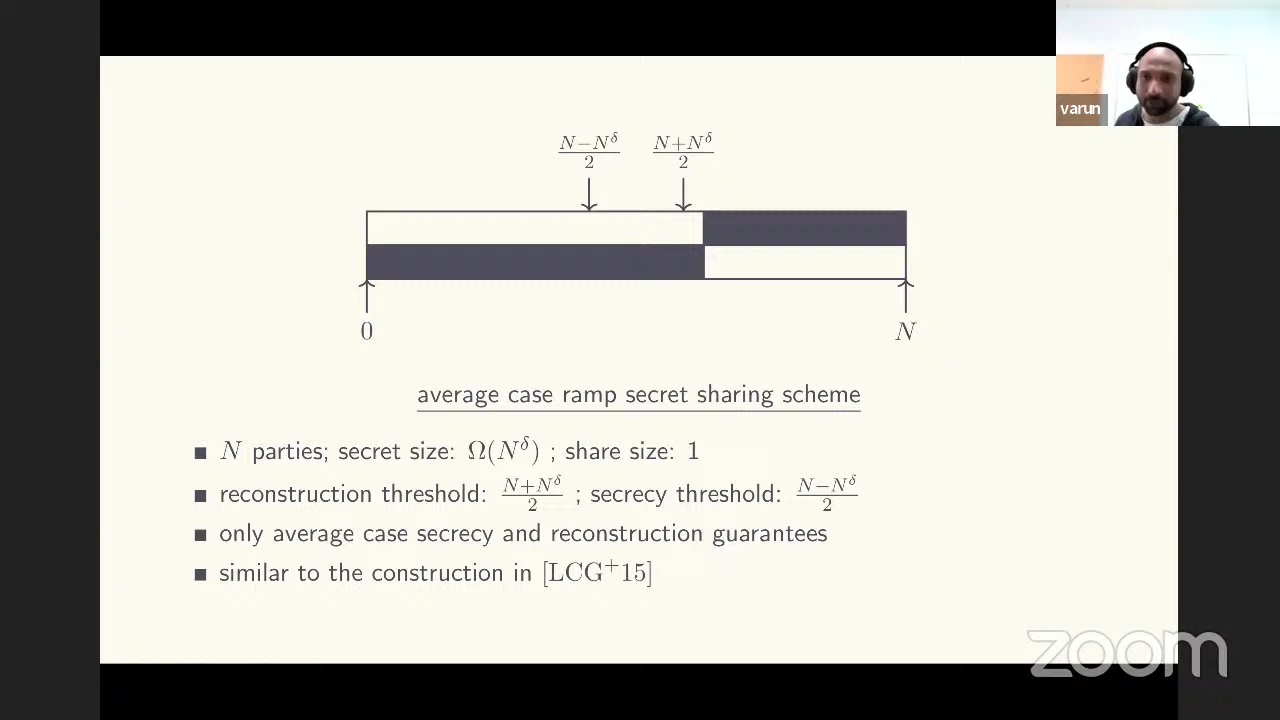 varun
N−N^δ/2 N+N^δ/2
0 N
average case ramp secret sharing scheme
■ N parties; secret size: Ω(N^δ) ; share size: 1
■ reconstruction threshold: N+N^δ/2 ; secrecy threshold: N−N^δ/2
■ only average case secrecy and reconstruction guarantees
■ similar to the construction in [LCG⁺15]
zoom